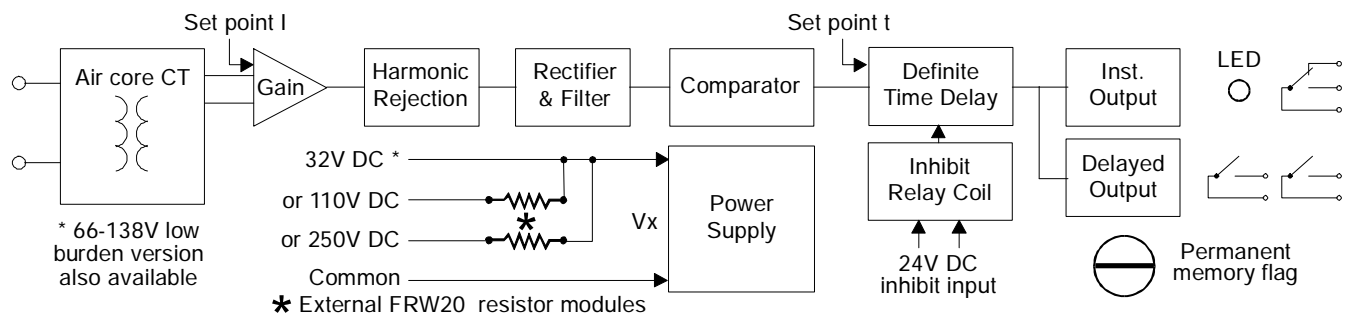 Set point I
Set point t
Air core CT
Gain
Harmonic
Rejection
Rectifier
& Filter
Comparator
Definite
Time Delay
Inst.
Output
LED
* 66-138V low
burden version
also available
32V DC *
or 110V DC
*
or 250V DC
Common
* External FRW20 resistor modules
Vx
Power
Supply
Inhibit
Relay Coil
24V DC
inhibit input
Delayed
Output
Permanent
memory flag